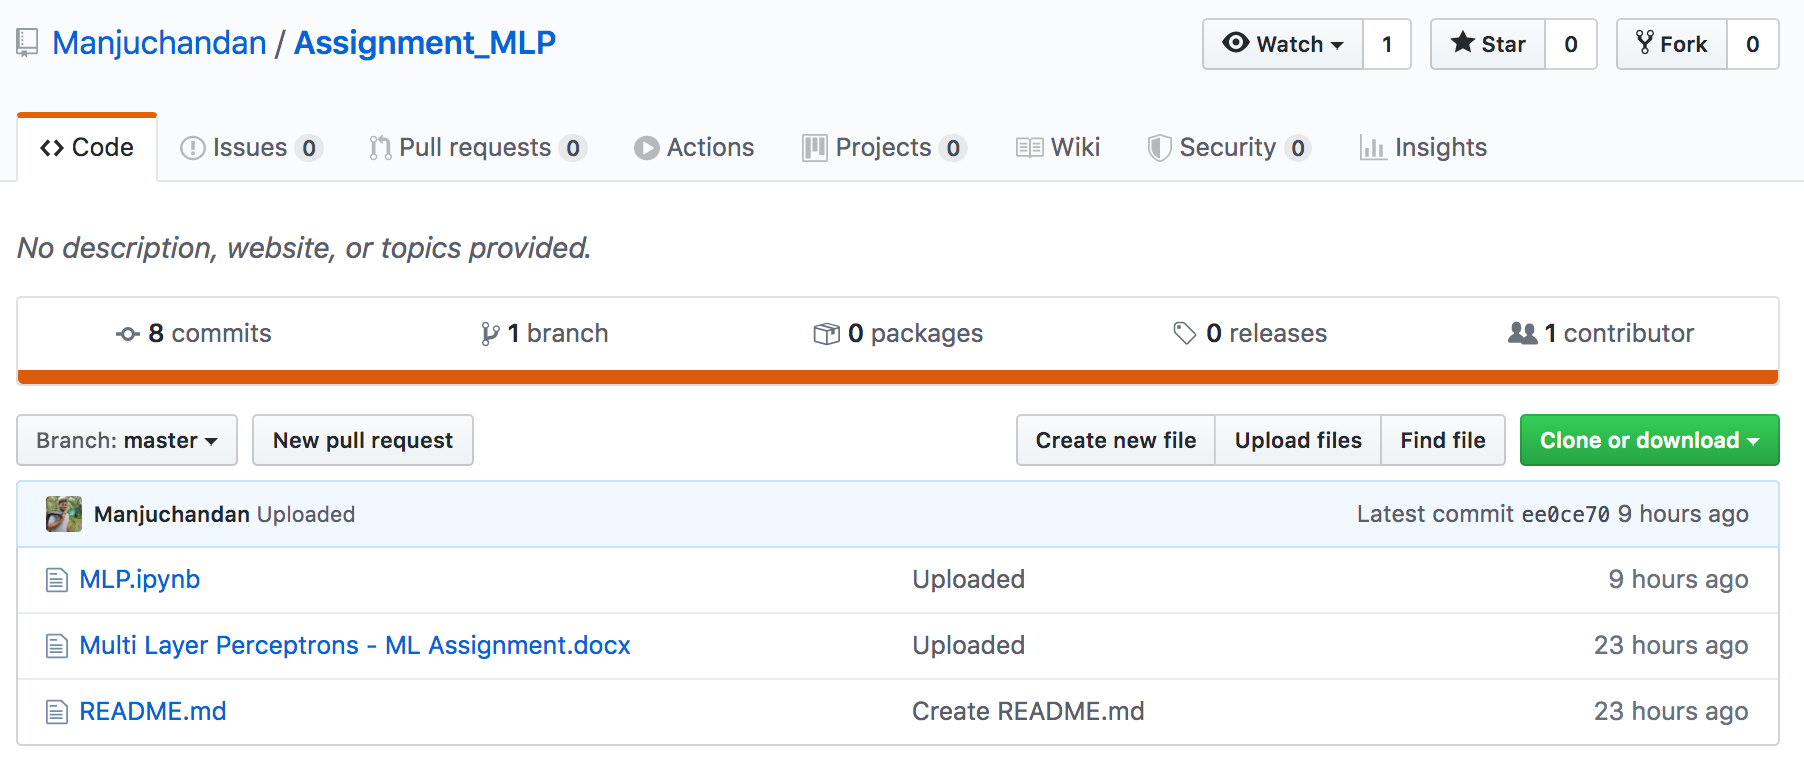 Manjuchandan / Assignment_MLP
Watch 1 Star 0 Fork 0
Code Issues 0 Pull requests 0 Actions Projects 0 Wiki Security 0 Insights
No description, website, or topics provided.
8 commits 1 branch 0 packages 0 releases 1 contributor
Branch: master New pull request Create new file Upload files Find file Clone or download
Manjuchandan Uploaded Latest commit ee0ce70 9 hours ago
MLP.ipynb Uploaded 9 hours ago
Multi Layer Perceptrons - ML Assignment.docx Uploaded 23 hours ago
README.md Create README.md 23 hours ago